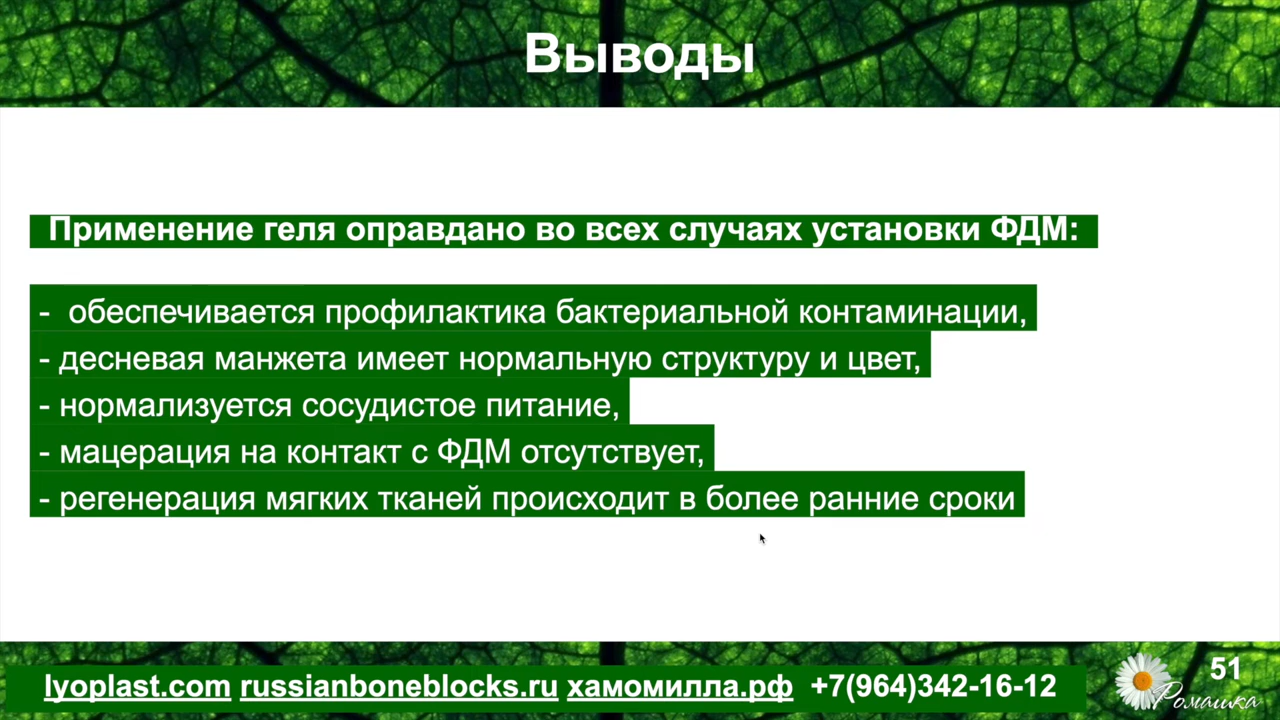 Выводы
Применение геля оправдано во всех случаях установки ФДМ:
- обеспечивается профилактика бактериальной контаминации,
- десневая манжета имеет нормальную структуру и цвет,
- нормализуется сосудистое питание,
- мацерация на контакт с ФДМ отсутствует,
- регенерация мягких тканей происходит в более ранние сроки
lyoplast.com russianboneblocks.ru хамомилла.рф +7(964)342-16-12
51
Ромашка